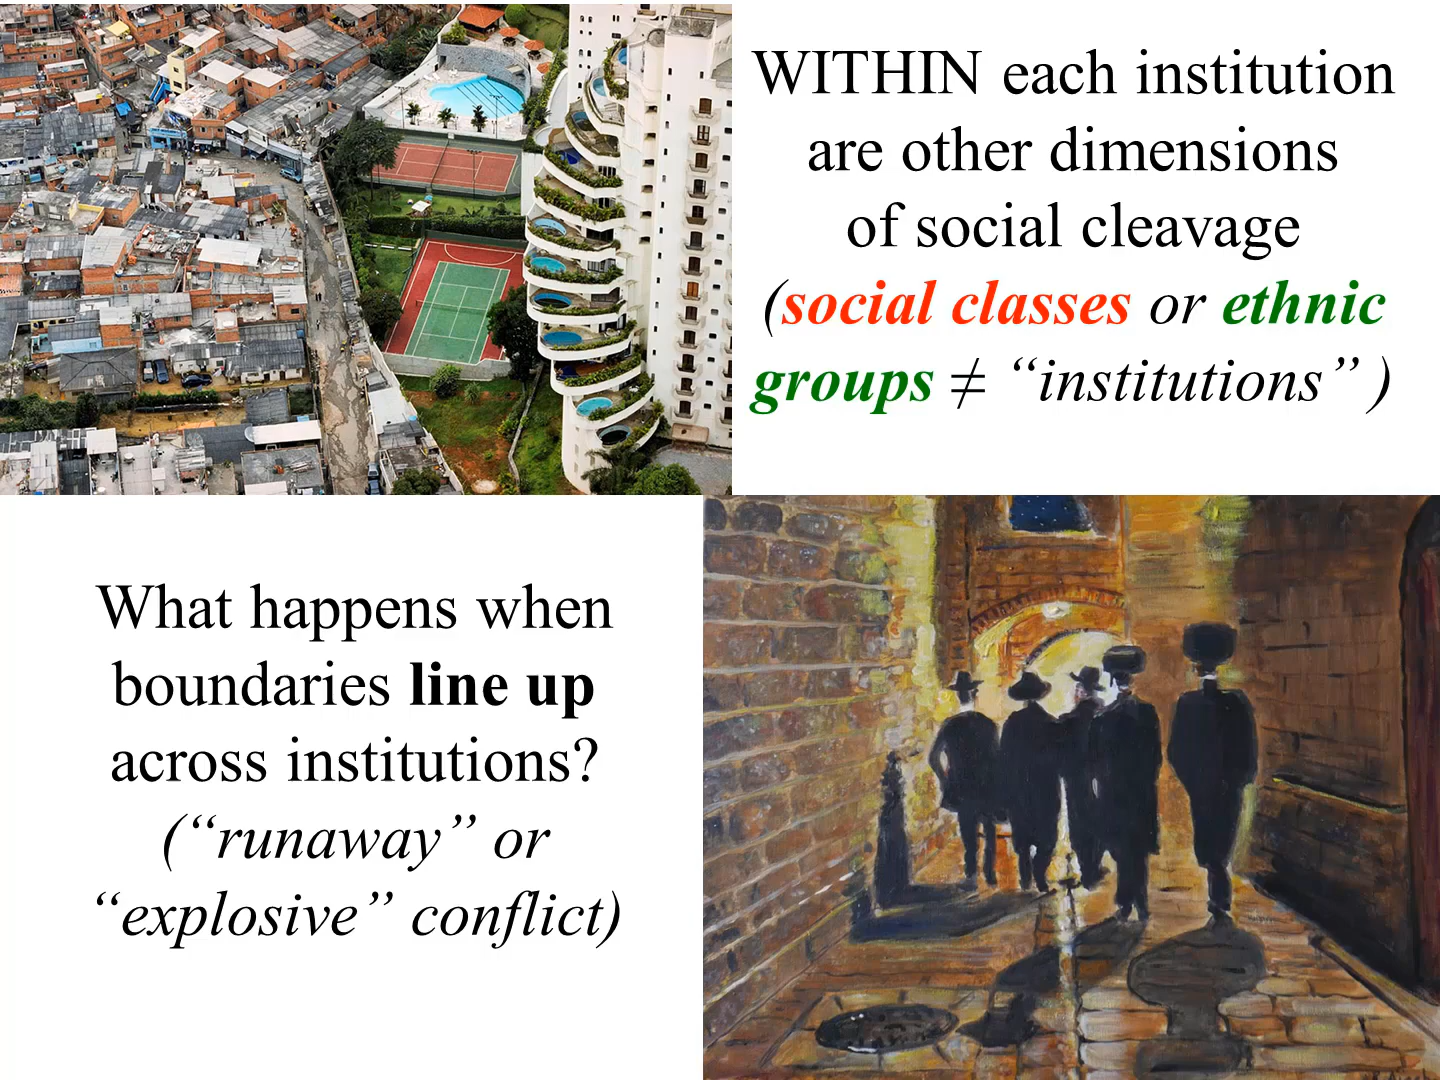 WITHIN each institution
are other dimensions
of social cleavage
(social classes or ethnic
groups ≠ “institutions” )
What happens when
boundaries line up
across institutions?
(“runaway” or
“explosive” conflict)